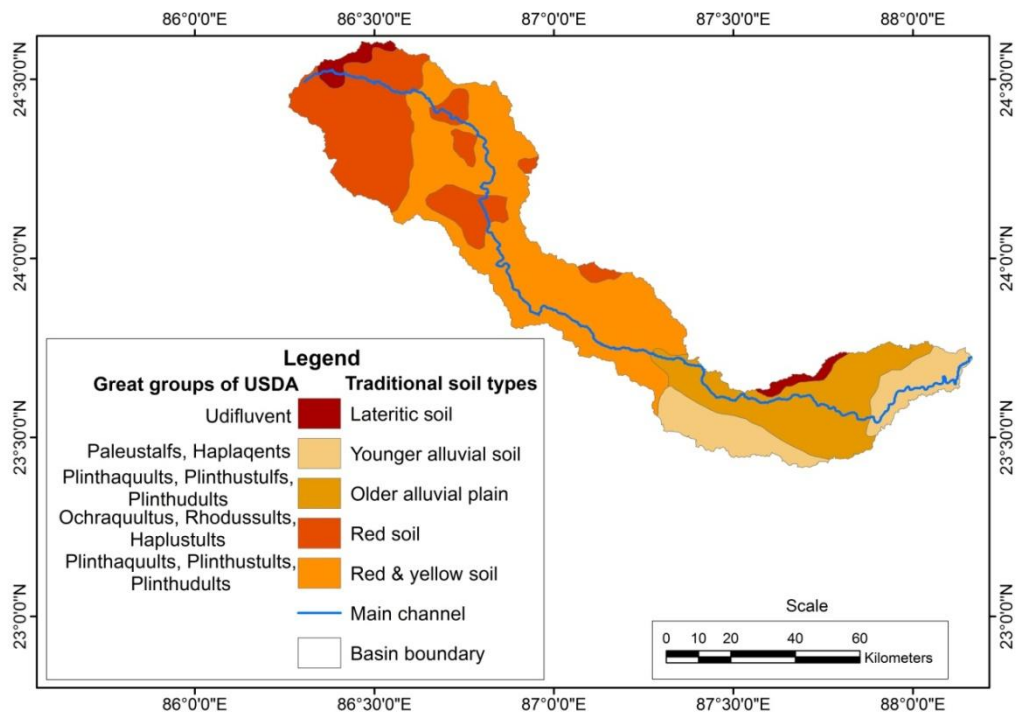 86°0'0"E 86°30'0"E 87°0'0"E 87°30'0"E 88°0'0"E
24°30'0"N
24°0'0"N
23°30'0"N
23°0'0"N
24°30'0"N
24°0'0"N
23°30'0"N
23°0'0"N
Legend
Great groups of USDA Traditional soil types
Udifluvent Lateritic soil
Paleustalfs, Haplaqents Younger alluvial soil
Plinthaquults, Plinthustulfs,
Plinthudults
Older alluvial plain
Ochraquultus, Rhodussults,
Haplustults
Red soil
Plinthaquults, Plinthustults,
Plinthudults
Red & yellow soil
Main channel
Basin boundary
Scale
0 10 20 40 60
Kilometers
86°0'0"E 86°30'0"E 87°0'0"E 87°30'0"E 88°0'0"E